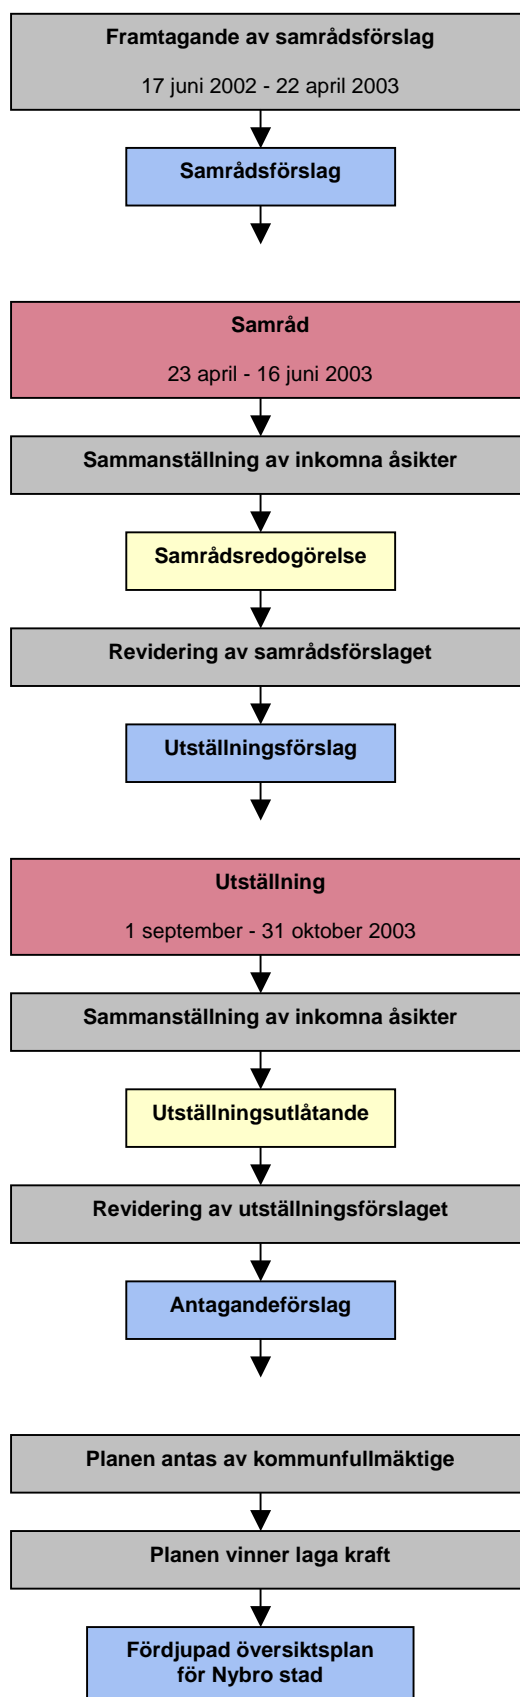 Framtagande av samrådsförslag
17 juni 2002 - 22 april 2003
Samrådsförslag
Samråd
23 april - 16 juni 2003
Sammanställning av inkomna åsikter
Samrådsredogörelse
Revidering av samrådsförslaget
Utställningsförslag
Utställning
1 september - 31 oktober 2003
Sammanställning av inkomna åsikter
Utställningsutlåtande
Revidering av utställningsförslaget
Antagandeförslag
Planen antas av kommunfullmäktige
Planen vinner laga kraft
Fördjupad översiktsplan
för Nybro stad